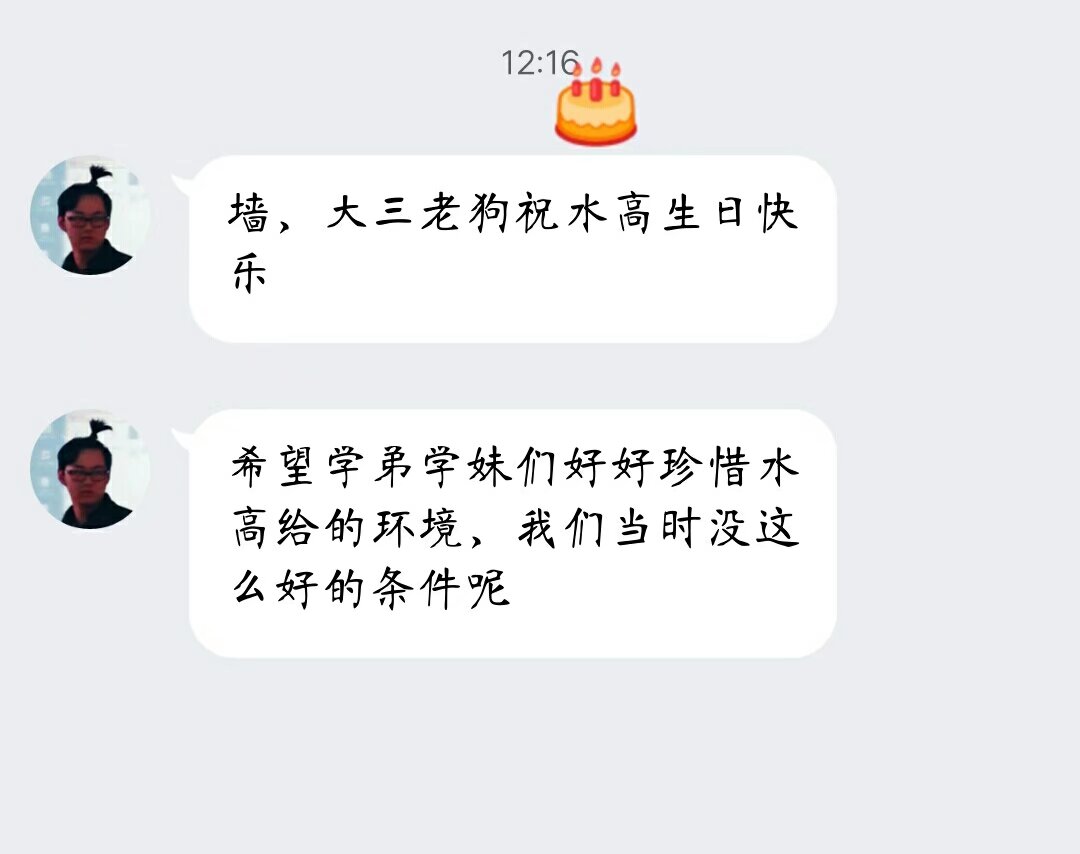 12:16
墙，大三老狗祝水高生日快
乐
希望学弟学妹们好好珍惜水
高给的环境，我们当时没这
么好的条件呢